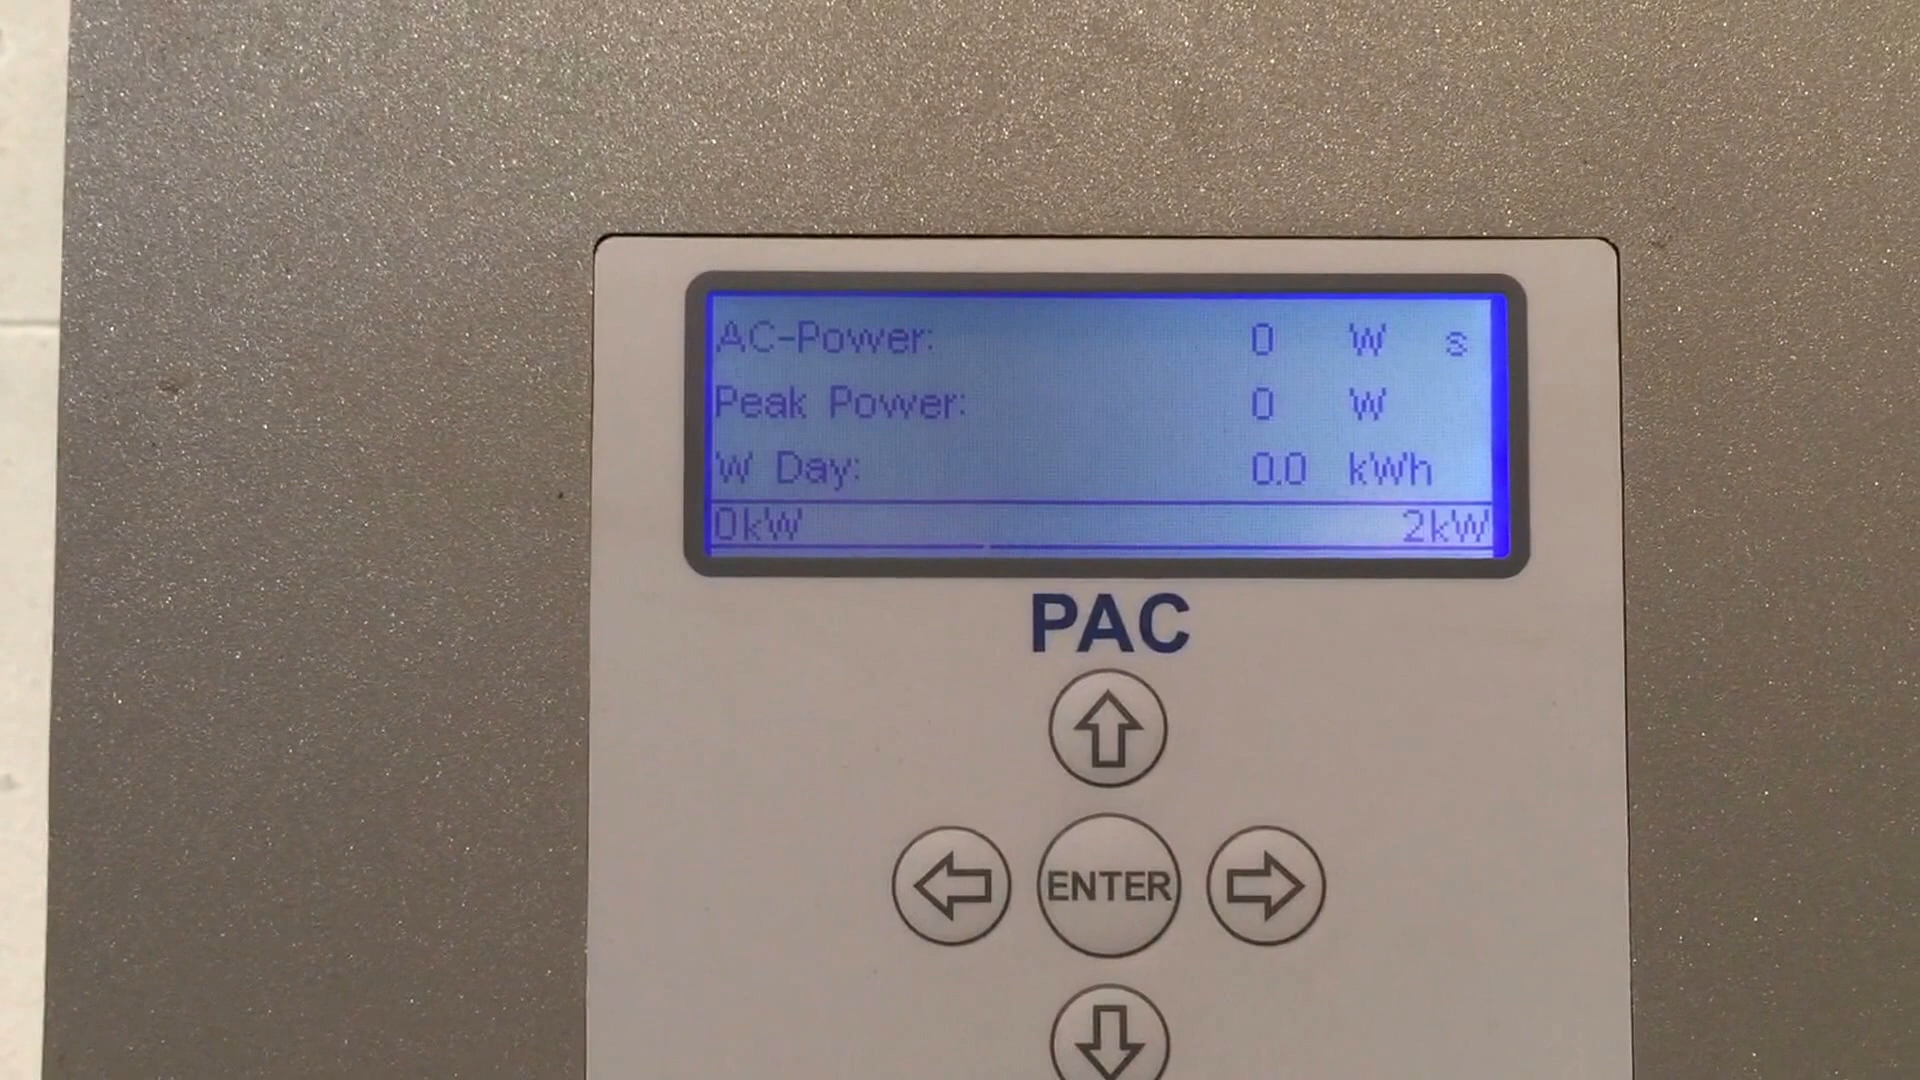 AC-Power: 0 W s
Peak Power: 0 W
W Day: 0.0 kWh
0kW 2kW
PAC
ENTER